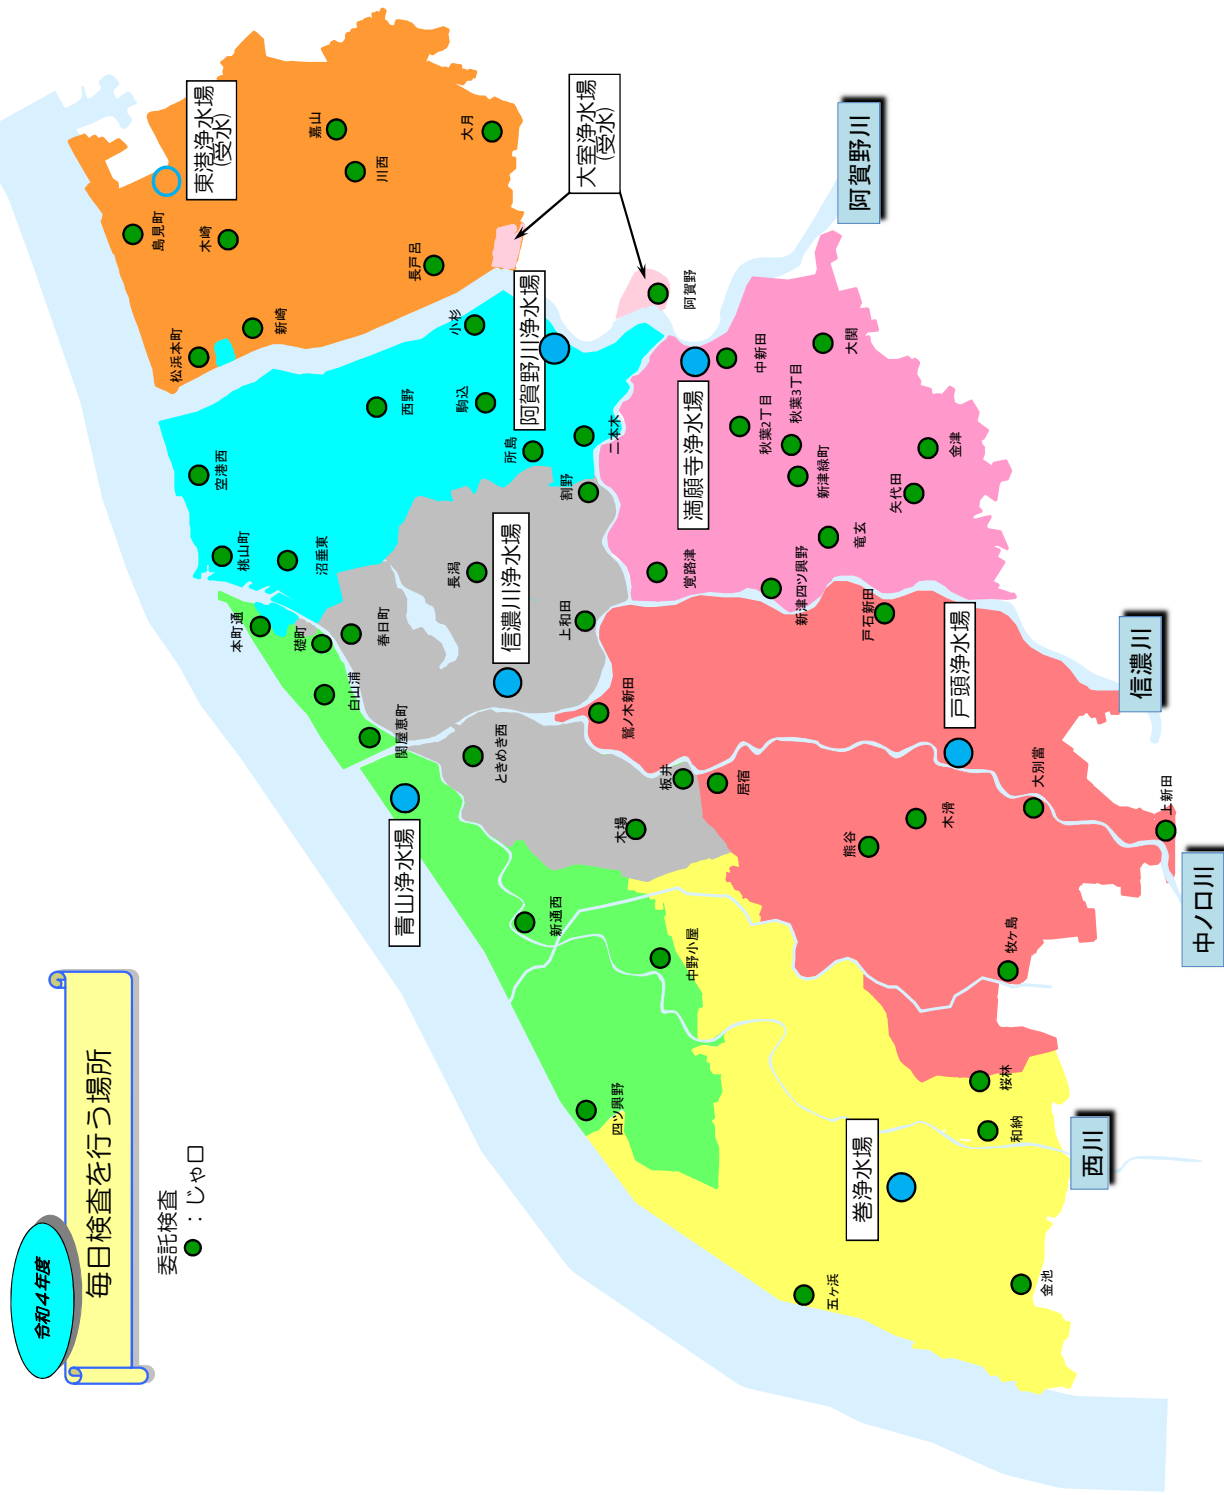 令和４年度
毎日検査を行う場所
委託検査
：じゃ口
東港浄水場
(受水)
大室浄水場
(受水)
阿賀野川浄水場
満願寺浄水場
信濃川浄水場
戸頭浄水場
青山浄水場
巻浄水場
阿賀野川
信濃川
中ノ口川
西川
嘉山
川西
大月
島見町
木崎
長戸呂
新崎
松浜本町
阿賀野
小杉
西野
駒込
所島
二本木
割野
空港西
桃山町
沼垂東
本町通
礎町
春日町
白山浦
関屋恵町
長潟
上和田
ときめき西
板井
木場
中新田
大関
秋葉2丁目
秋葉3丁目
新津緑町
金津
矢代田
竜玄
覚路津
新津四ツ興野
戸石新田
鷲ノ木新田
居宿
熊谷
木滑
大別當
上新田
牧ヶ島
桜林
和納
新通西
中野小屋
四ツ興野
五ヶ浜
金池